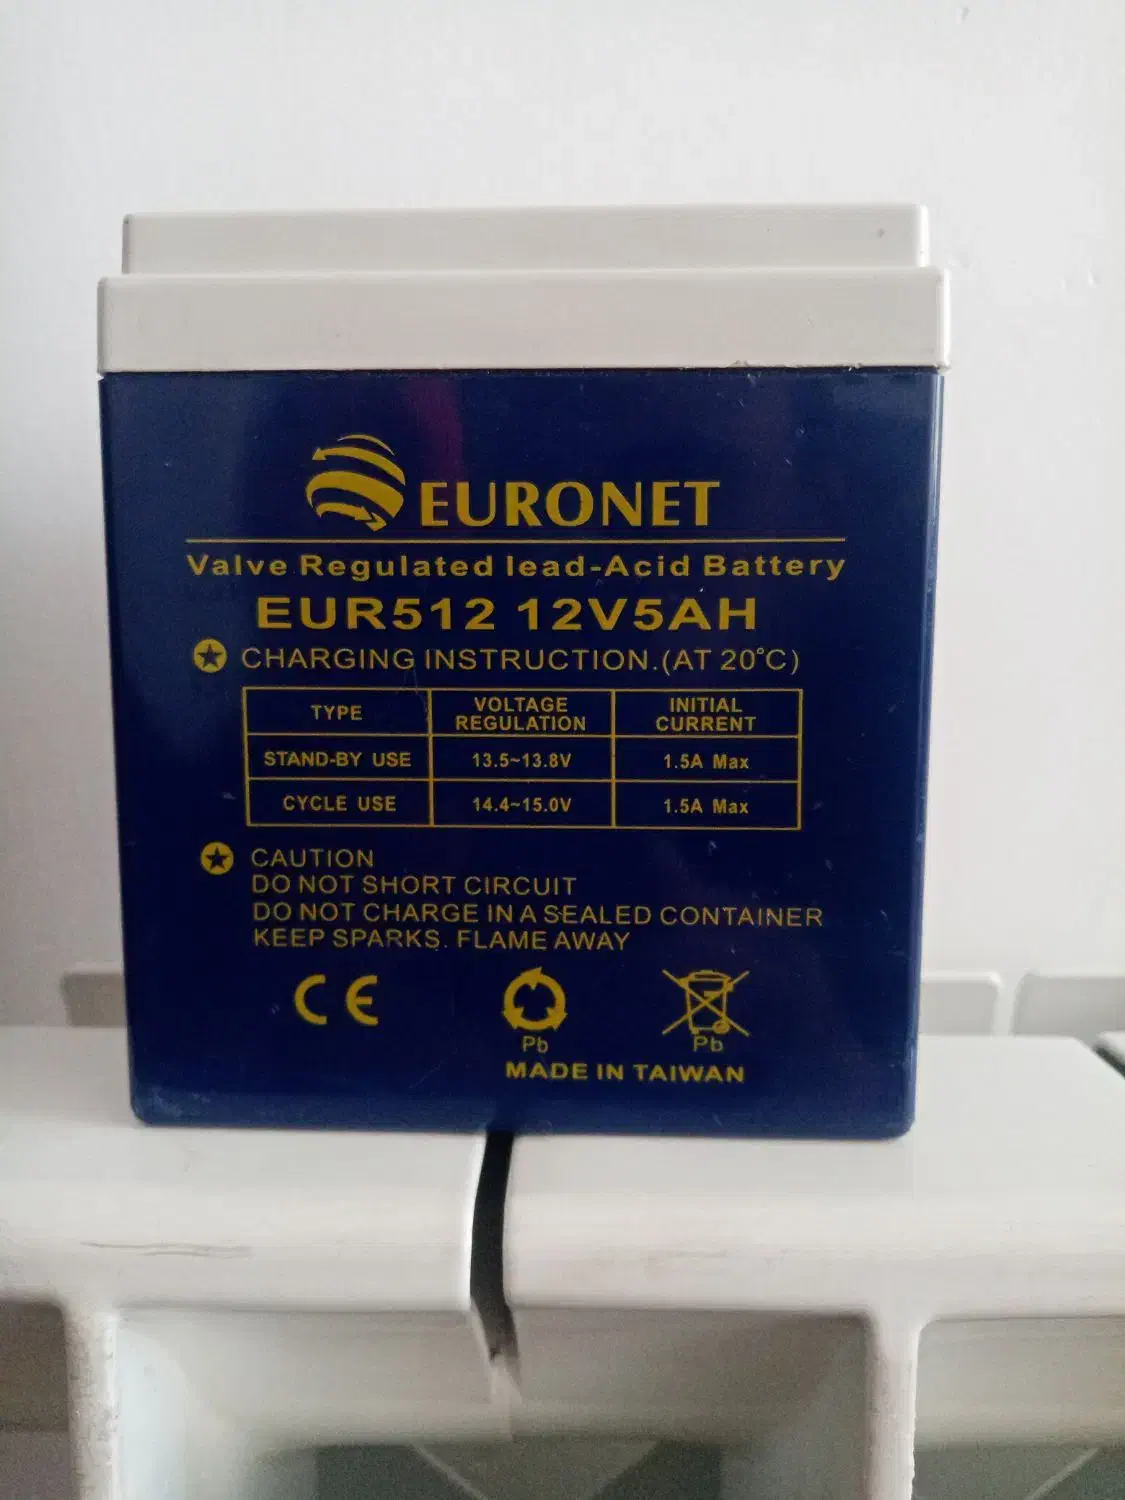 EURONET
Valve Regulated lead-Acid Battery
EUR512 12V5AH
CHARGING INSTRUCTION.(AT 20°C)
TYPE VOLTAGE REGULATION INITIAL CURRENT
STAND-BY USE 13.5~13.8V 1.5A Max
CYCLE USE 14.4~15.0V 1.5A Max
CAUTION
DO NOT SHORT CIRCUIT
DO NOT CHARGE IN A SEALED CONTAINER
KEEP SPARKS. FLAME AWAY
CE
Pb Pb
MADE IN TAIWAN